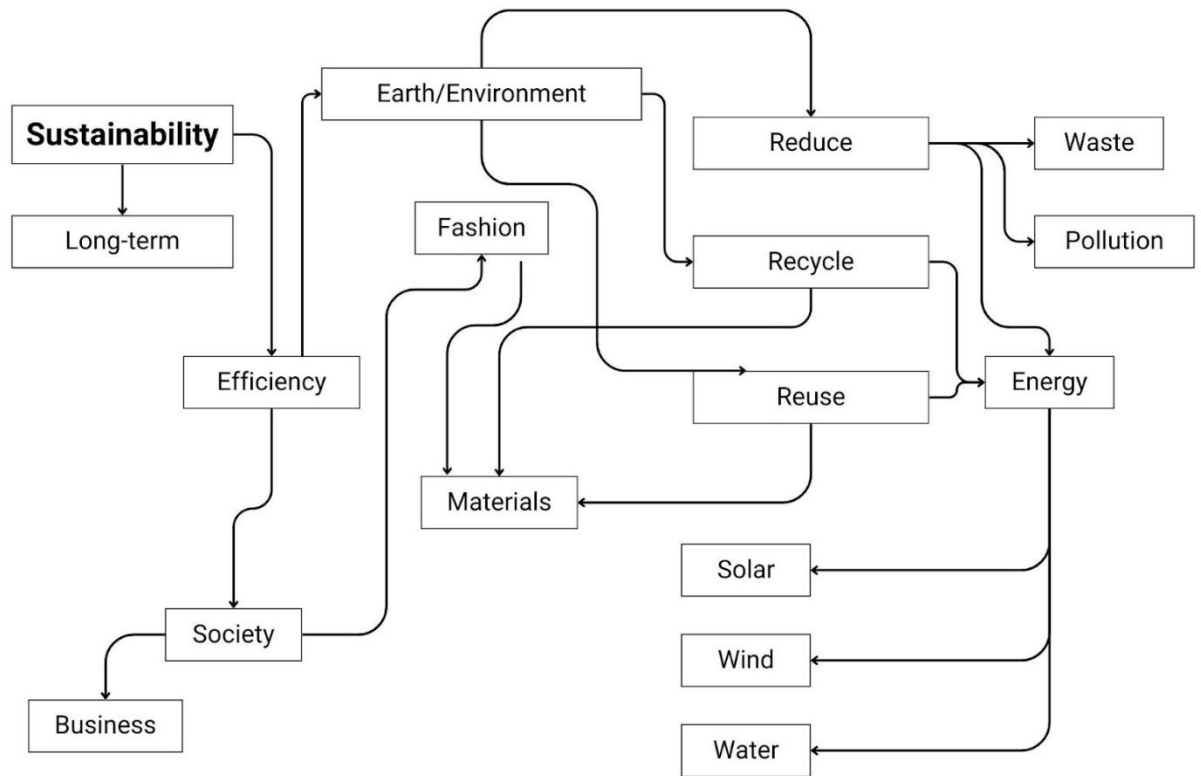 Earth/Environment
Sustainability
Reduce
Waste
Long-term
Fashion
Pollution
Recycle
Efficiency
Reuse
Energy
Materials
Solar
Society
Wind
Business
Water